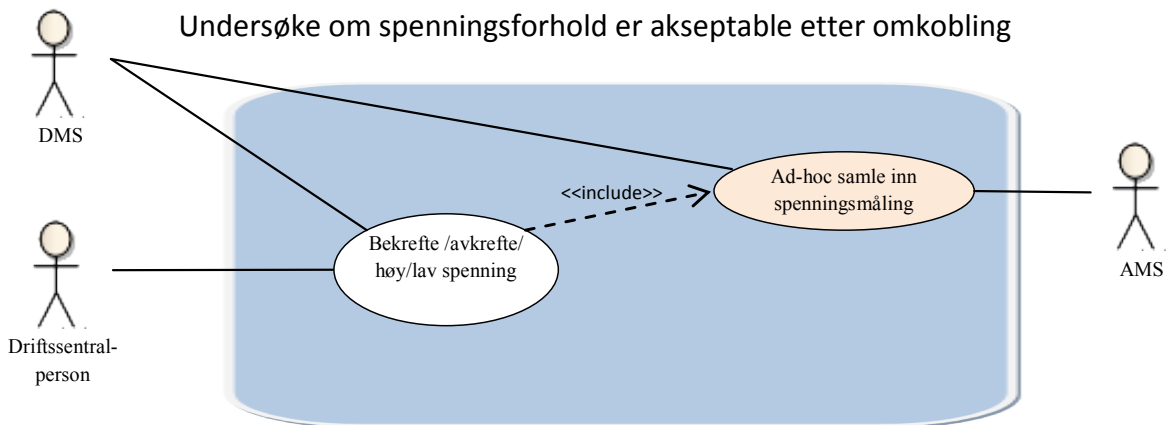 Undersøke om spenningsforhold er akseptable etter omkobling
DMS
<<include>>
Ad-hoc samle inn
spenningsmåling
Bekrefte /avkrefte/
høy/lav spenning
AMS
Driftssentral-
person